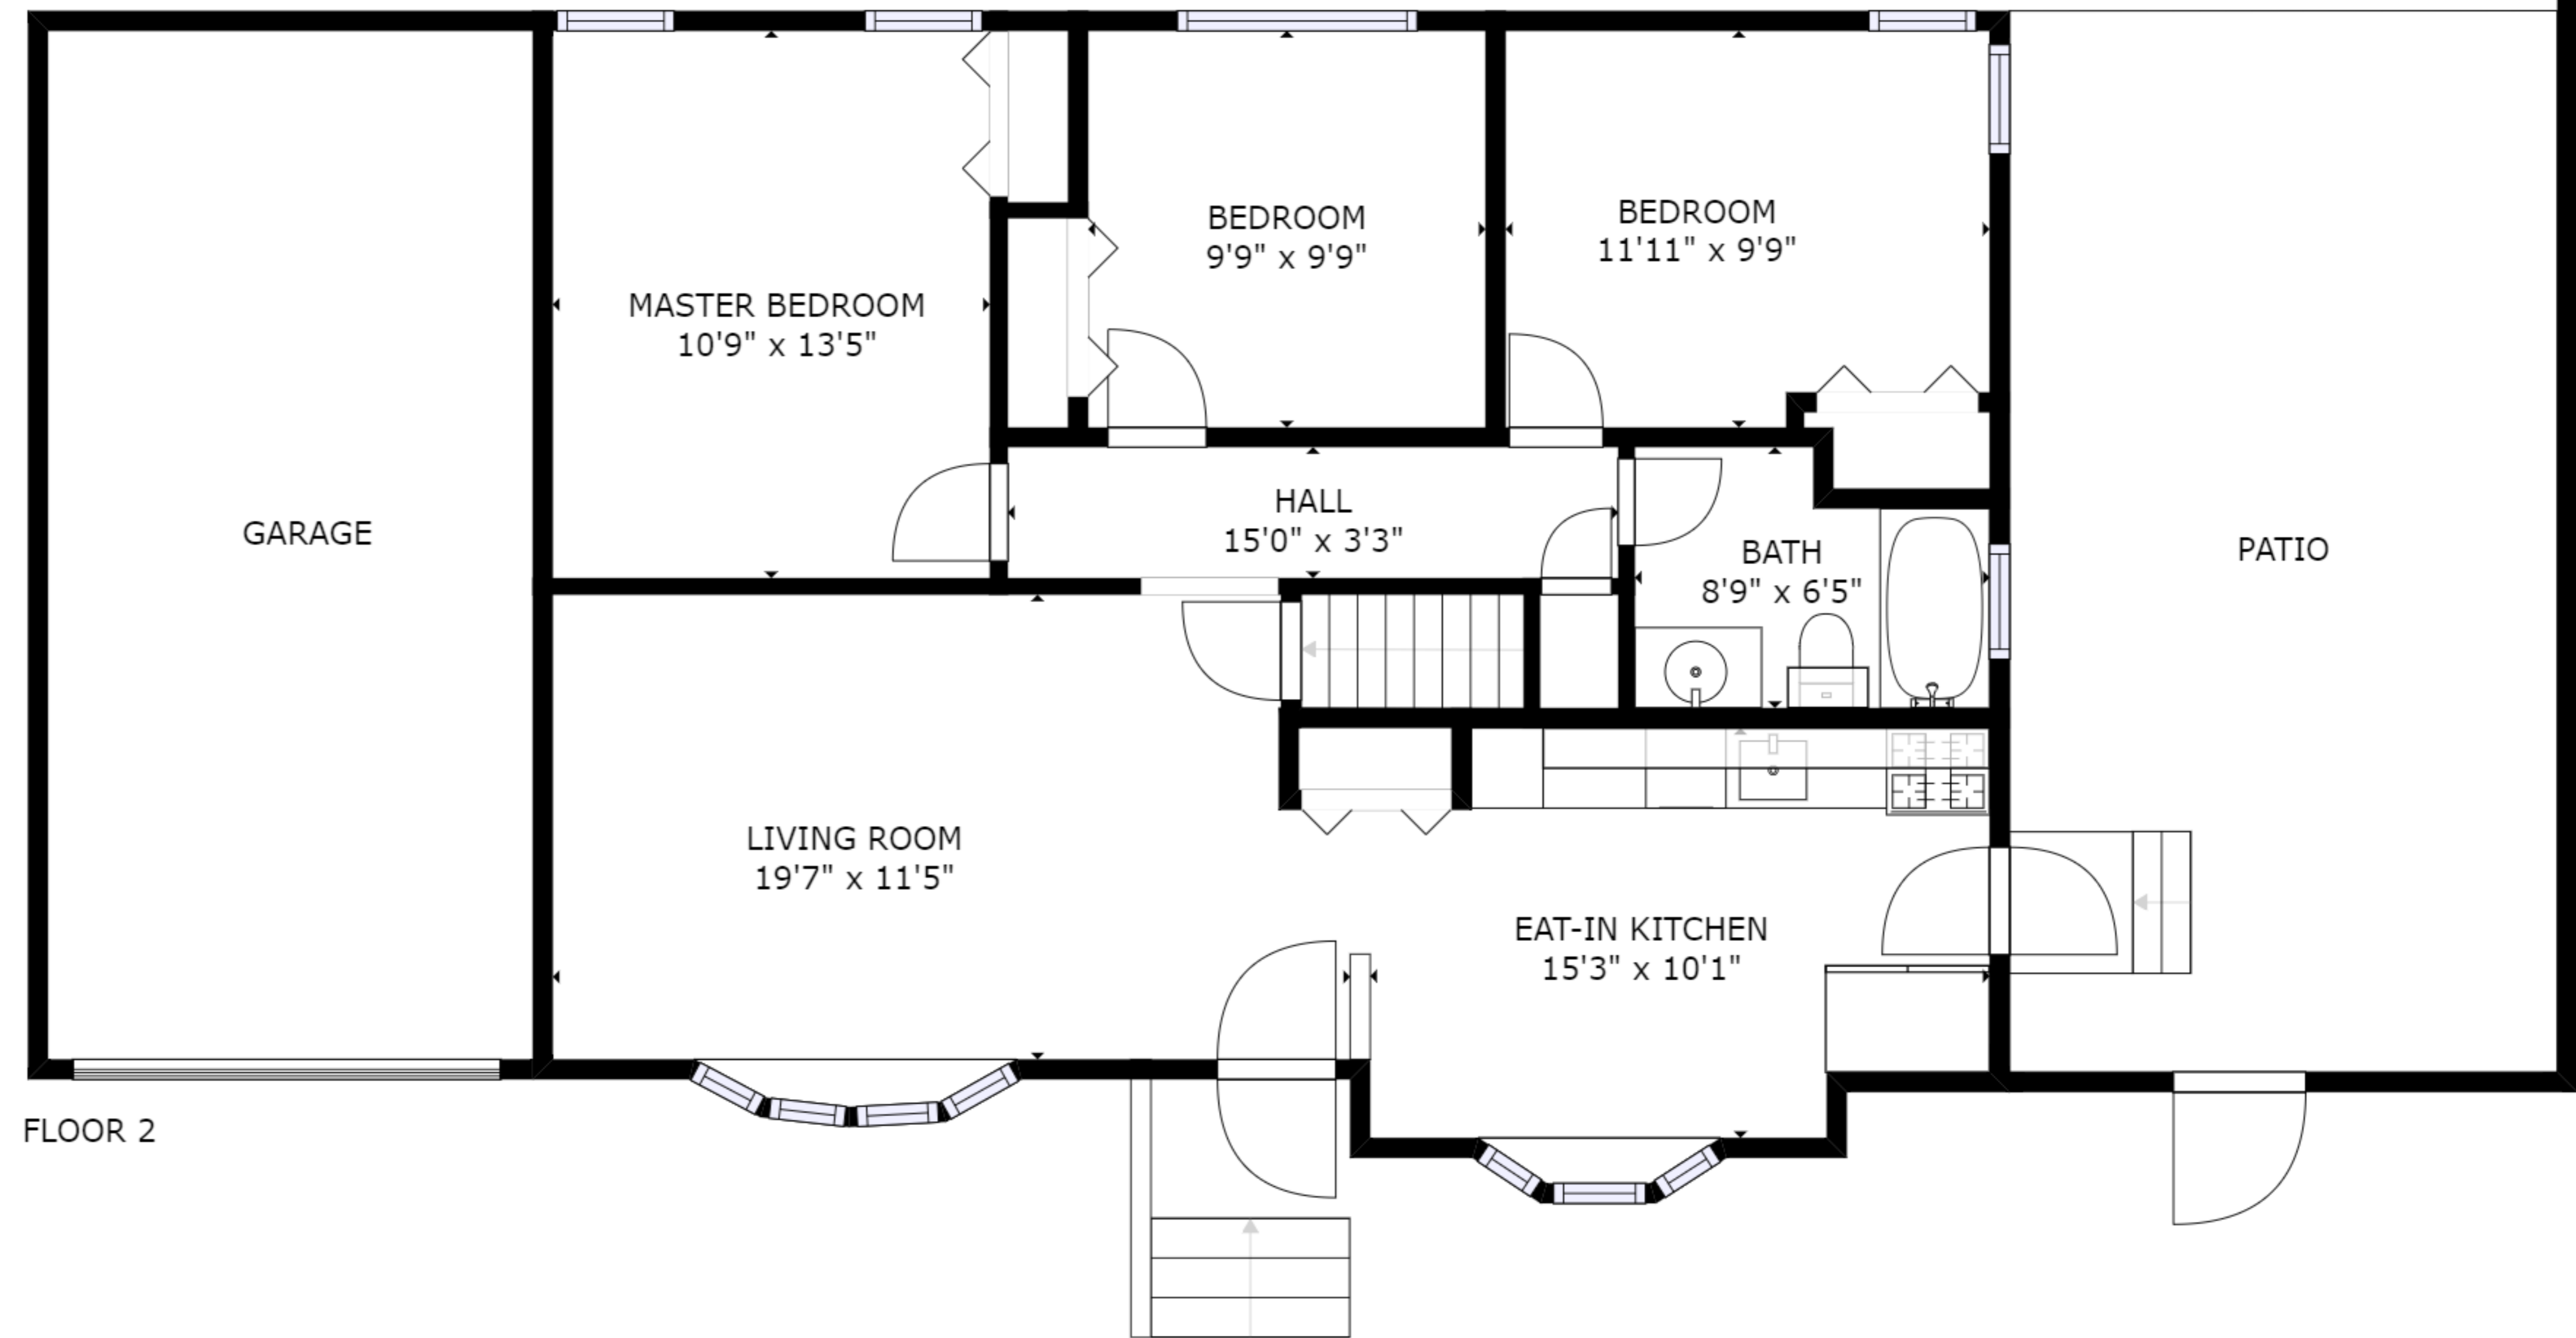 BEDROOM
9'9" x 9'9"
BEDROOM
11'11" x 9'9"
MASTER BEDROOM
10'9" x 13'5"
GARAGE
HALL
15'0" x 3'3"
BATH
8'9" x 6'5"
PATIO
LIVING ROOM
19'7" x 11'5"
EAT-IN KITCHEN
15'3" x 10'1"
FLOOR 2